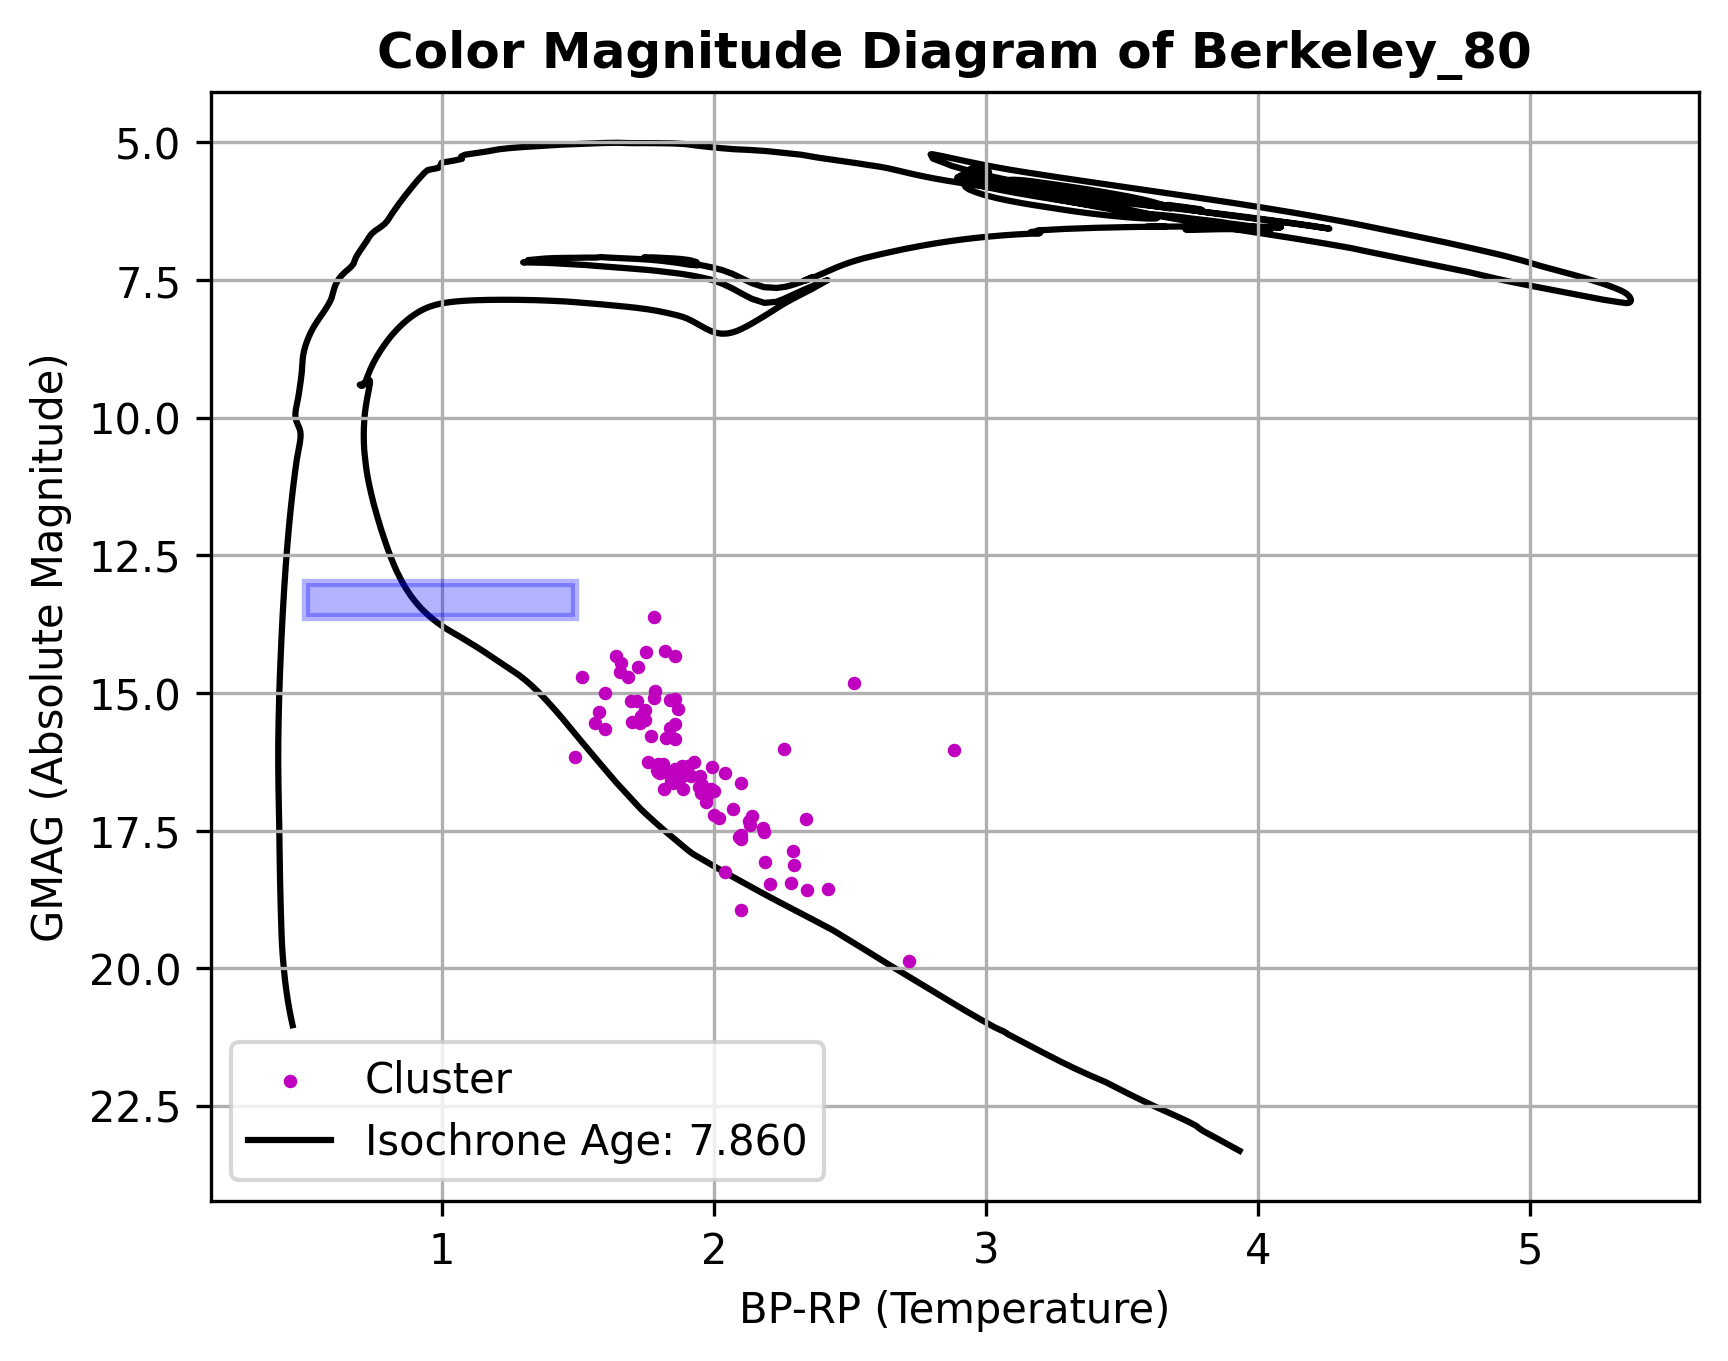 Color Magnitude Diagram of Berkeley_80
5.0
7.5
10.0
12.5
15.0
17.5
20.0
22.5
GMAG (Absolute Magnitude)
Cluster
Isochrone Age: 7.860
1 2 3 4 5
BP-RP (Temperature)